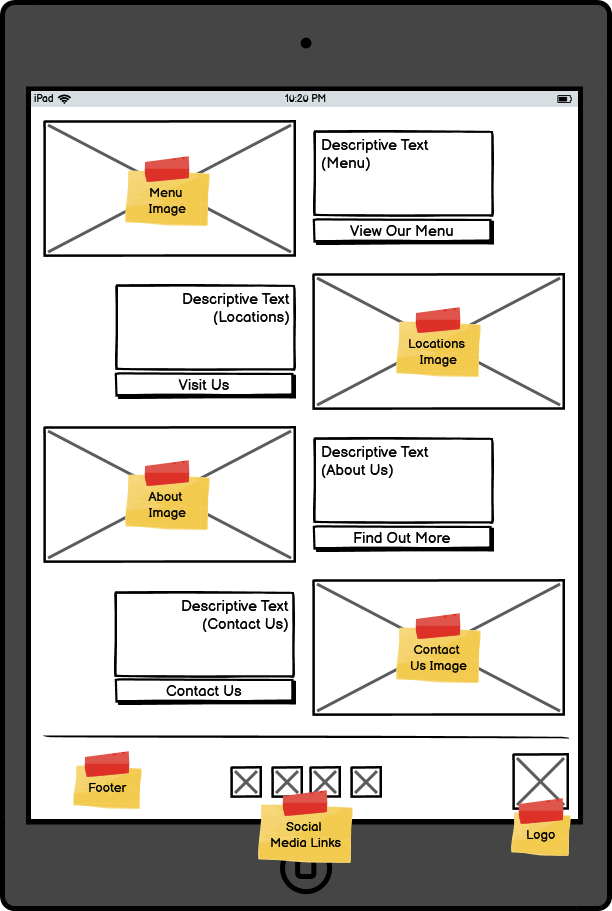 iPad
10:20 PM
Menu
Image
Descriptive Text
(Menu)
View Our Menu
Descriptive Text
(Locations)
Visit Us
Locations
Image
About
Image
Descriptive Text
(About Us)
Find Out More
Descriptive Text
(Contact Us)
Contact Us
Contact
Us Image
Footer
Social
Media Links
Logo